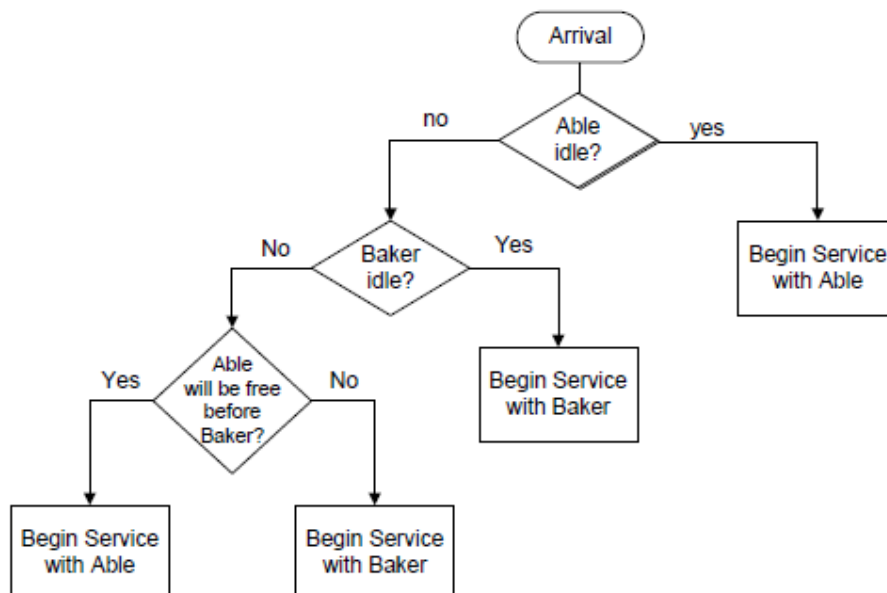 Arrival
Able
idle?
no
yes
Baker
idle?
No
Yes
Begin Service
with Able
Able
will be free
before
Baker?
Yes
No
Begin Service
with Baker
Begin Service
with Able
Begin Service
with Baker